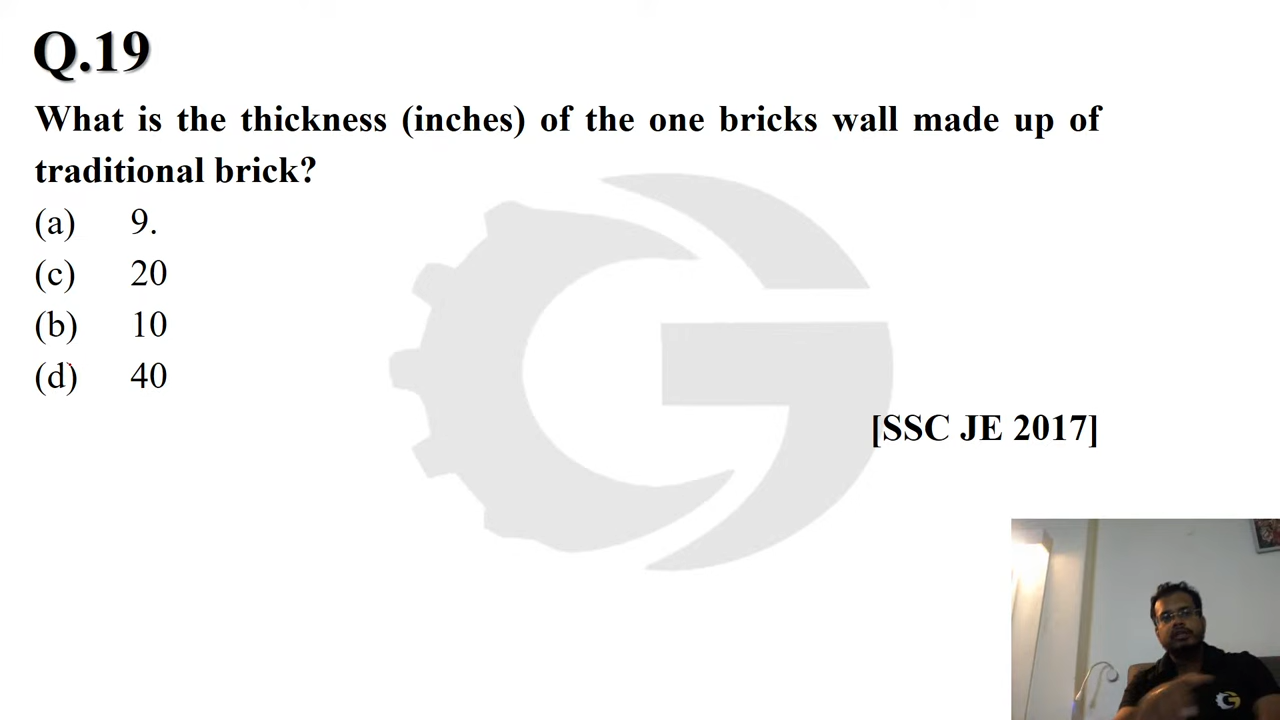 Q.19
What is the thickness (inches) of the one bricks wall made up of
traditional brick?
(a) 9.
(c) 20
(b) 10
(d) 40
[SSC JE 2017]